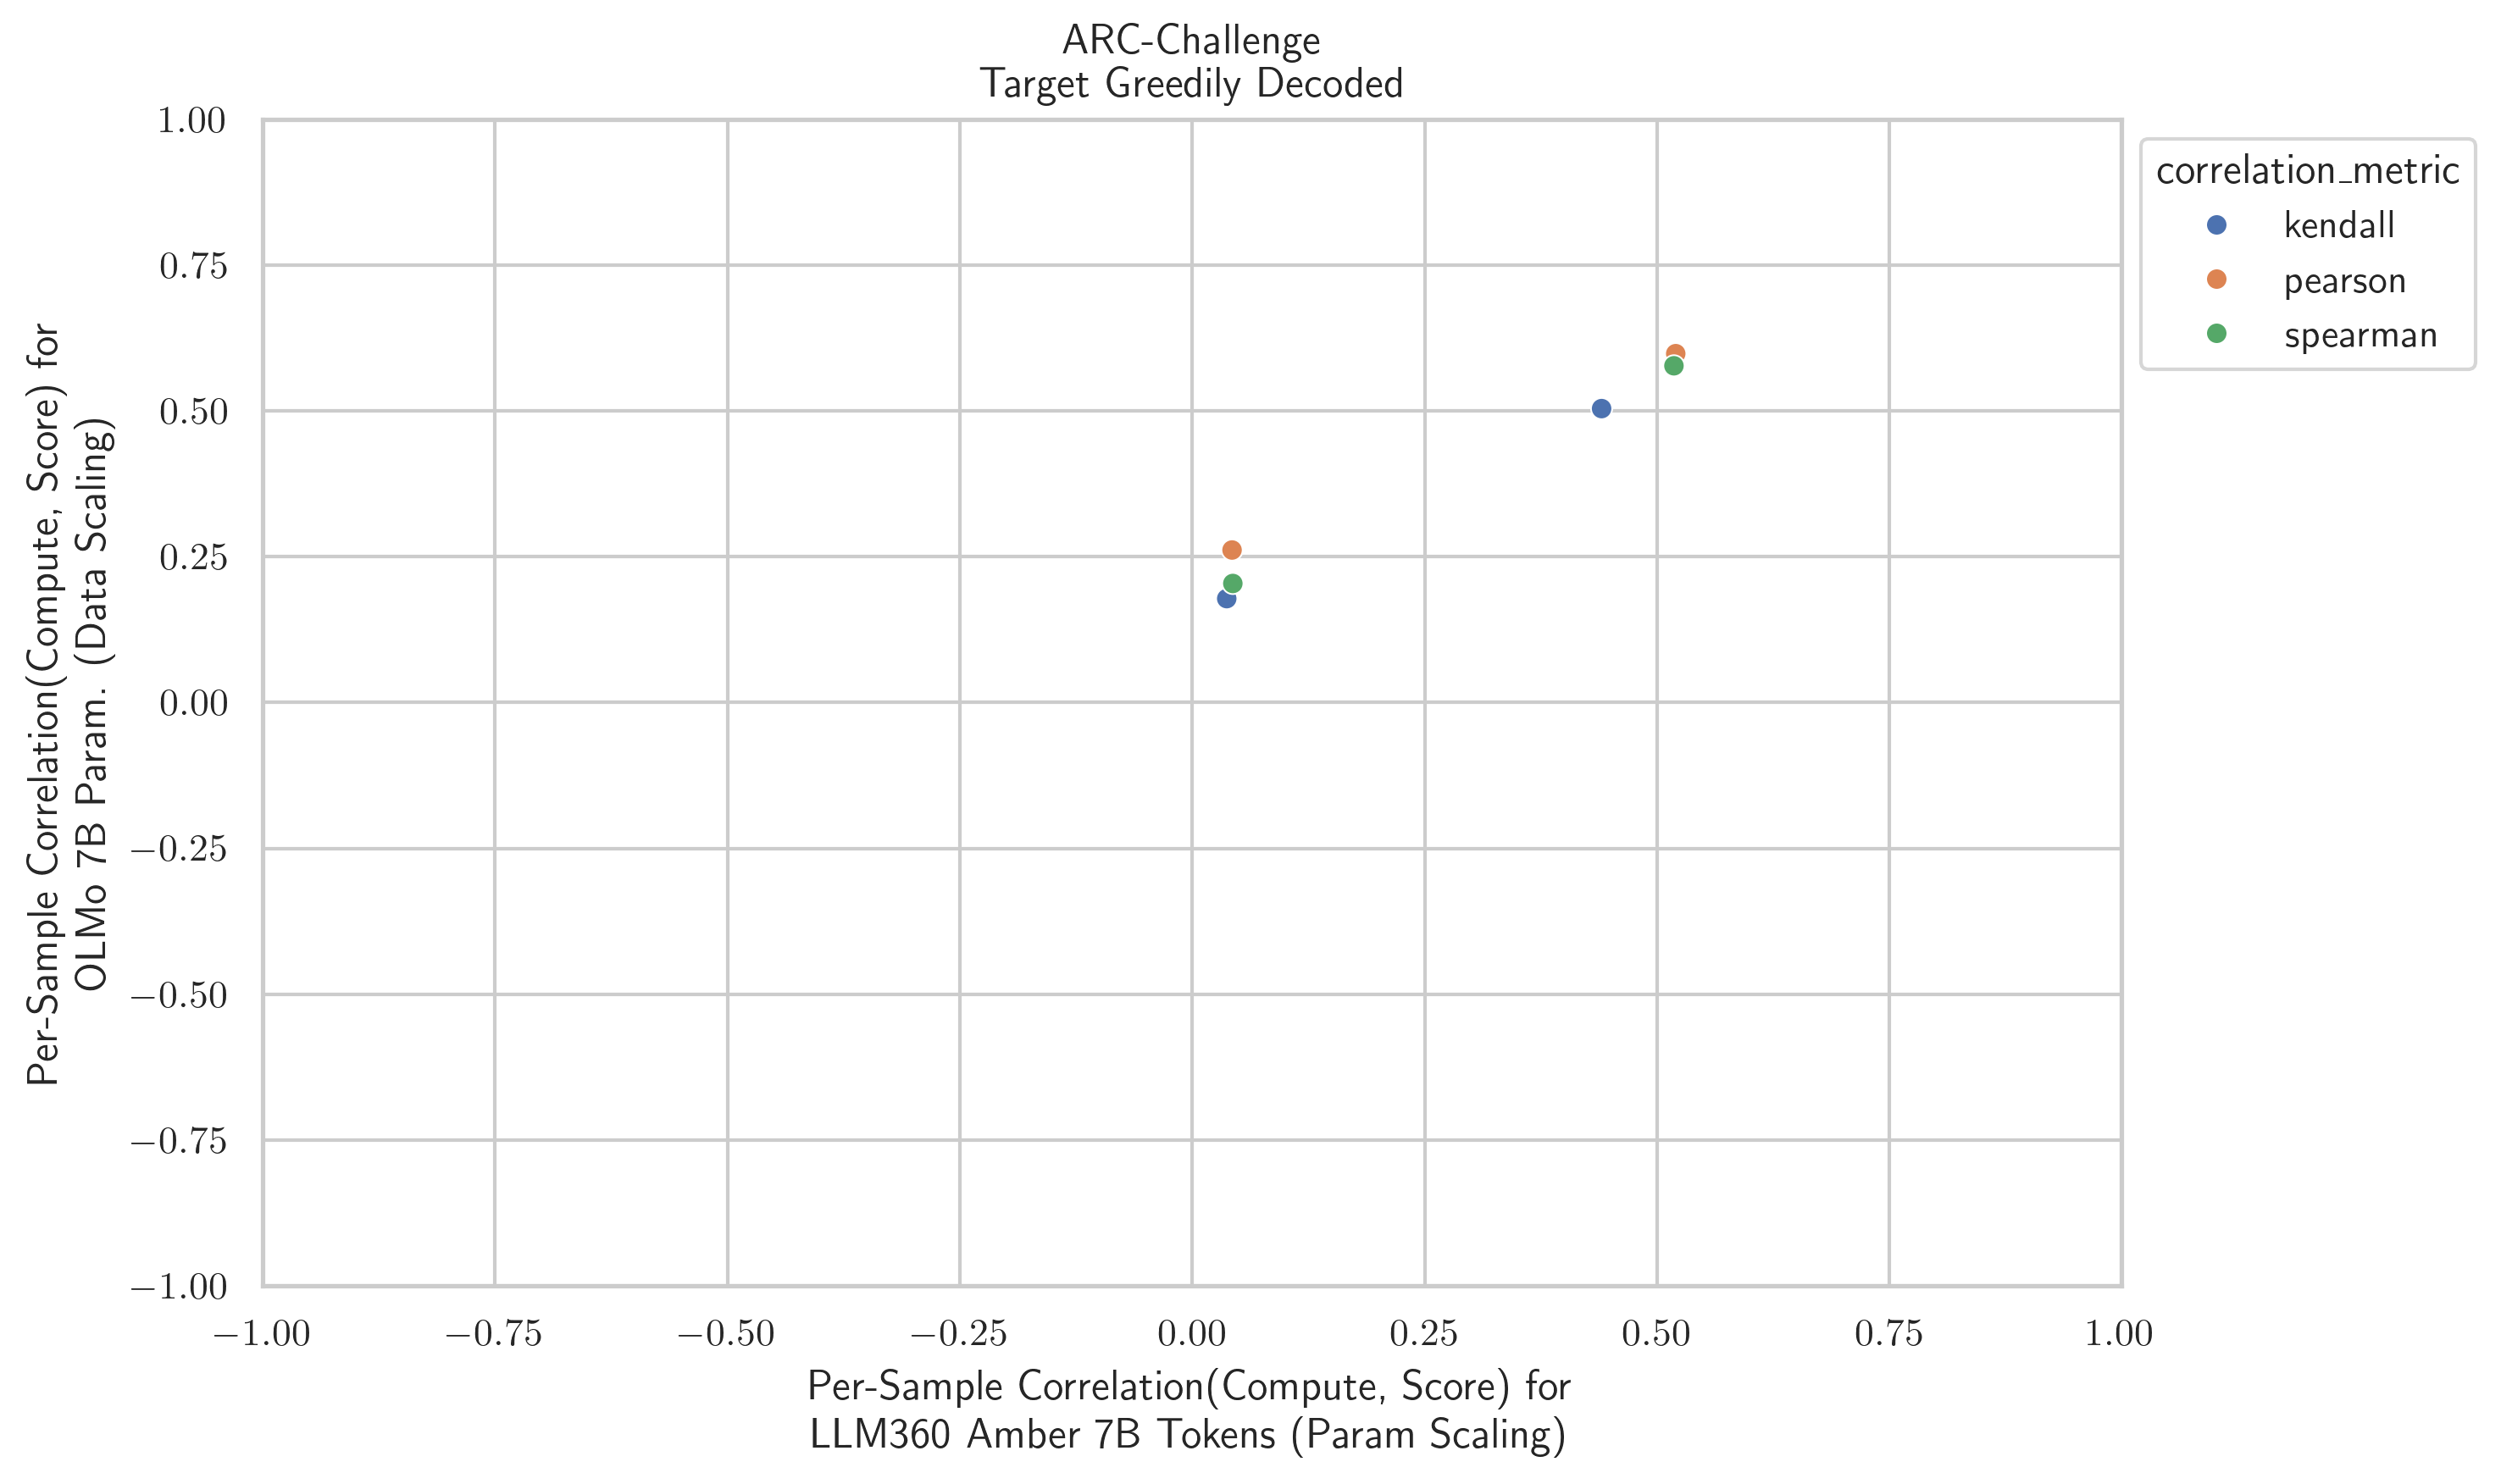 ARC-Challenge
Target Greedily Decoded
Per-Sample Correlation(Compute, Score) for
OLMo 7B Param. (Data Scaling)
1.00
0.75
0.50
0.25
0.00
−0.25
−0.50
−0.75
−1.00
correlation_metric
kendall
pearson
spearman
−1.00 −0.75 −0.50 −0.25 0.00 0.25 0.50 0.75 1.00
Per-Sample Correlation(Compute, Score) for
LLM360 Amber 7B Tokens (Param Scaling)